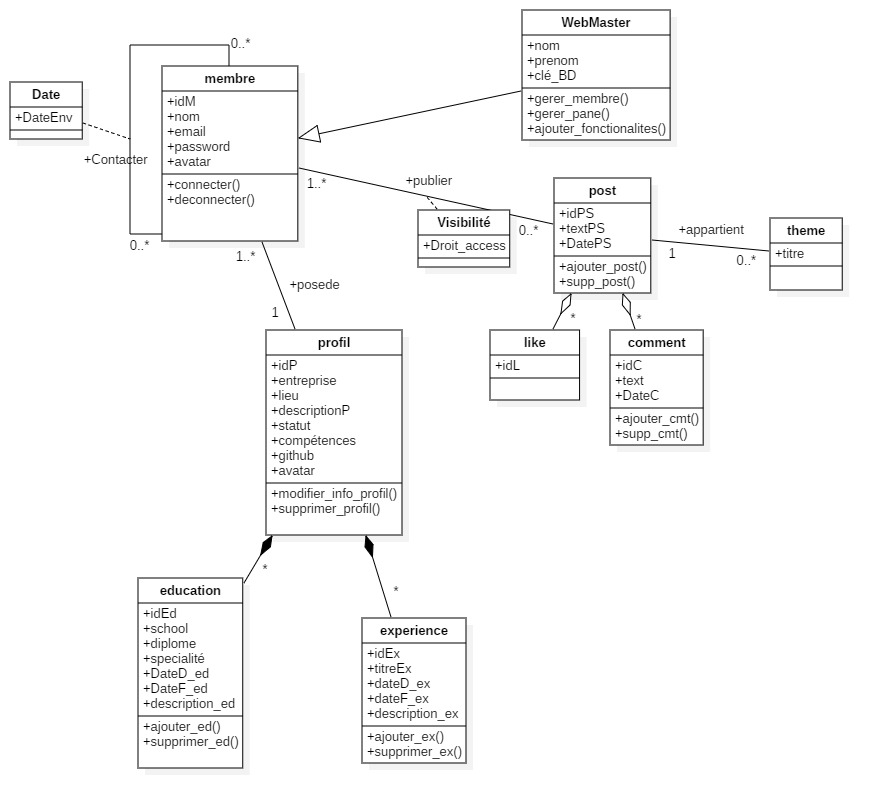 WebMaster
+nom
+prenom
+clé_BD
+gerer_membre()
+gerer_pane()
+ajouter_fonctionalites()
0..*
membre
+idM
+nom
+email
+password
+avatar
+connecter()
+deconnecter()
Date
+DateEnv
+Contacter
0..*
1..*
+publier
Visibilité
+Droit_access
0..*
post
+idPS
+textPS
+DatePS
+ajouter_post()
+supp_post()
+appartient
1
0..*
theme
+titre
1..*
+posede
1
*
*
like
+idL
comment
+idC
+text
+DateC
+ajouter_cmt()
+supp_cmt()
profil
+idP
+entreprise
+lieu
+descriptionP
+statut
+compétences
+github
+avatar
+modifier_info_profil()
+supprimer_profil()
*
*
education
+idEd
+school
+diplome
+specialité
+DateD_ed
+DateF_ed
+description_ed
+ajouter_ed()
+supprimer_ed()
experience
+idEx
+titreEx
+dateD_ex
+dateF_ex
+description_ex
+ajouter_ex()
+supprimer_ex()